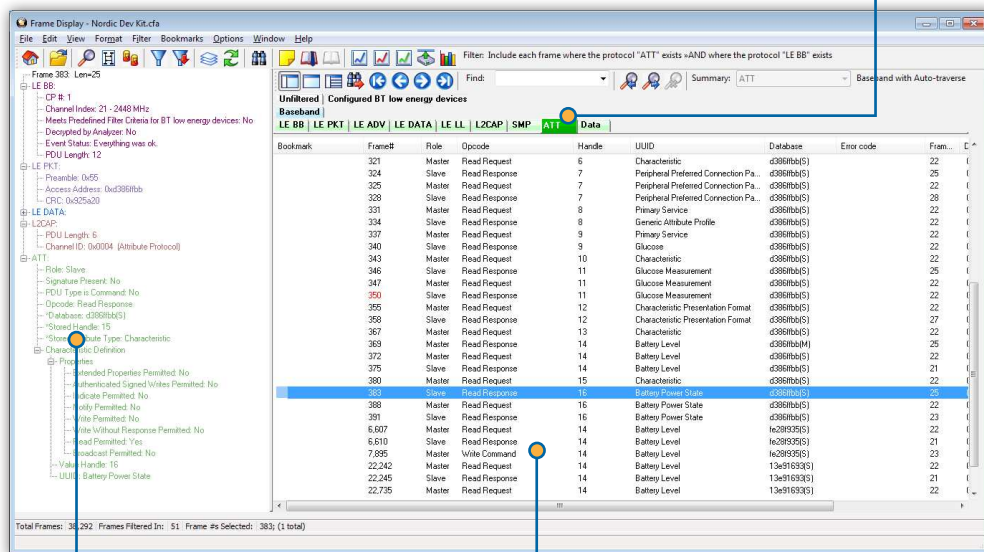 Frame Display - Nordic Dev Kit.cfa
File Edit View Format Filter Bookmarks Options Window Help
Filter: Include each frame where the protocol "ATT" exists »AND where the protocol "LE BB" exists
Find: Summary: ATT Baseband with Auto-traverse
Unfiltered Configured BT low energy devices
Baseband
LE BB LE PKT LE ADV LE DATA LE LL L2CAP SMP ATT Data
Frame 383: Len=25
LE BB:
CP #: 1
Channel Index: 21 - 2448 MHz
Meets Predefined Filter Criteria for BT low energy devices: No
Decrypted by Analyzer: No
Event Status: Everything was ok.
PDU Length: 12
LE PKT:
Preamble: 0x55
Access Address: 0xd386ffbb
CRC: 0x925a20
LE DATA:
L2CAP:
PDU Length: 6
Channel ID: 0x0004 (Attribute Protocol)
ATT:
Role: Slave
Signature Present: No
PDU Type is Command: No
Opcode: Read Response
*Database: d386ffbb(S)
*Stored Handle: 15
*Stored Attribute Type: Characteristic
Characteristic Definition
Properties
Extended Properties Permitted: No
Authenticated Signed Writes Permitted: No
Indicate Permitted: No
Notify Permitted: No
Write Permitted: No
Write Without Response Permitted: No
Read Permitted: Yes
Broadcast Permitted: No
Value Handle: 16
UUID: Battery Power State
Bookmark Frame# Role Opcode Handle UUID Database Error code Fram...
321 Master Read Request 6 Characteristic d386ffbb(S) 22
324 Slave Read Response 7 Peripheral Preferred Connection Pa... d386ffbb(S) 25
325 Master Read Request 7 Peripheral Preferred Connection Pa... d386ffbb(S) 22
328 Slave Read Response 7 Peripheral Preferred Connection Pa... d386ffbb(S) 28
331 Master Read Request 8 Primary Service d386ffbb(S) 22
334 Slave Read Response 8 Generic Attribute Profile d386ffbb(S) 22
337 Master Read Request 9 Primary Service d386ffbb(S) 22
340 Slave Read Response 9 Glucose d386ffbb(S) 22
343 Master Read Request 10 Characteristic d386ffbb(S) 22
346 Slave Read Response 11 Glucose Measurement d386ffbb(S) 25
347 Master Read Request 11 Glucose Measurement d386ffbb(S) 22
350 Slave Read Response 11 Glucose Measurement d386ffbb(S) 22
355 Master Read Request 12 Characteristic Presentation Format d386ffbb(S) 22
358 Slave Read Response 12 Characteristic Presentation Format d386ffbb(S) 27
367 Master Read Request 13 Characteristic d386ffbb(S) 22
369 Slave Read Response 14 Battery Level d386ffbb(M) 25
372 Master Read Request 14 Battery Level d386ffbb(S) 22
375 Slave Read Response 14 Battery Level d386ffbb(S) 21
380 Master Read Request 15 Characteristic d386ffbb(S) 22
383 Slave Read Response 16 Battery Power State d386ffbb(S) 25
388 Master Read Request 16 Battery Power State d386ffbb(S) 22
391 Slave Read Response 16 Battery Power State d386ffbb(S) 23
6,607 Master Read Request 14 Battery Level fe28f935(S) 22
6,610 Slave Read Response 14 Battery Level fe28f935(S) 21
7,895 Master Write Command 14 Battery Level fe28f935(S) 23
22,242 Master Read Request 14 Battery Level 13e91693(S) 22
22,245 Slave Read Response 14 Battery Level 13e91693(S) 21
22,735 Master Read Request 14 Battery Level 13e91693(S) 22
Total Frames: 38,292 Frames Filtered In: 51 Frame #s Selected: 383; (1 total)